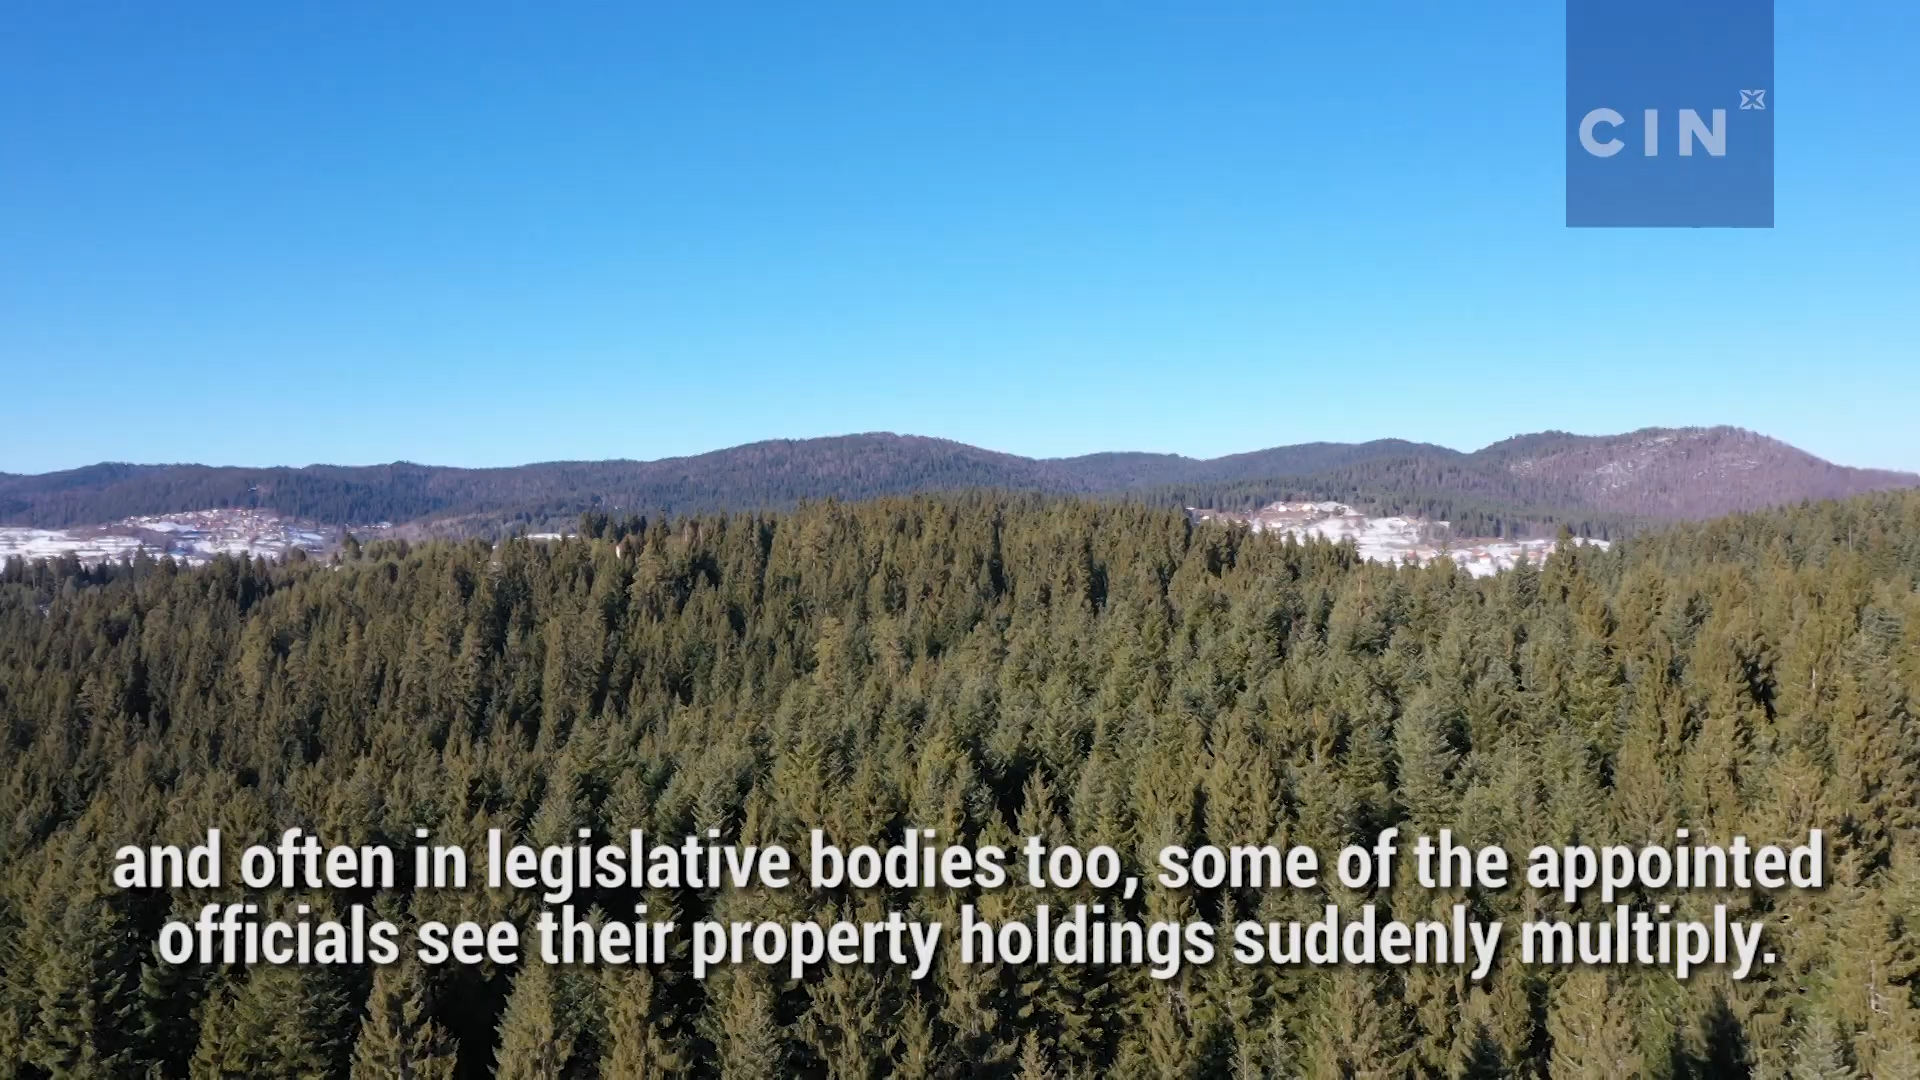 CIN
and often in legislative bodies too, some of the appointed
officials see their property holdings suddenly multiply.